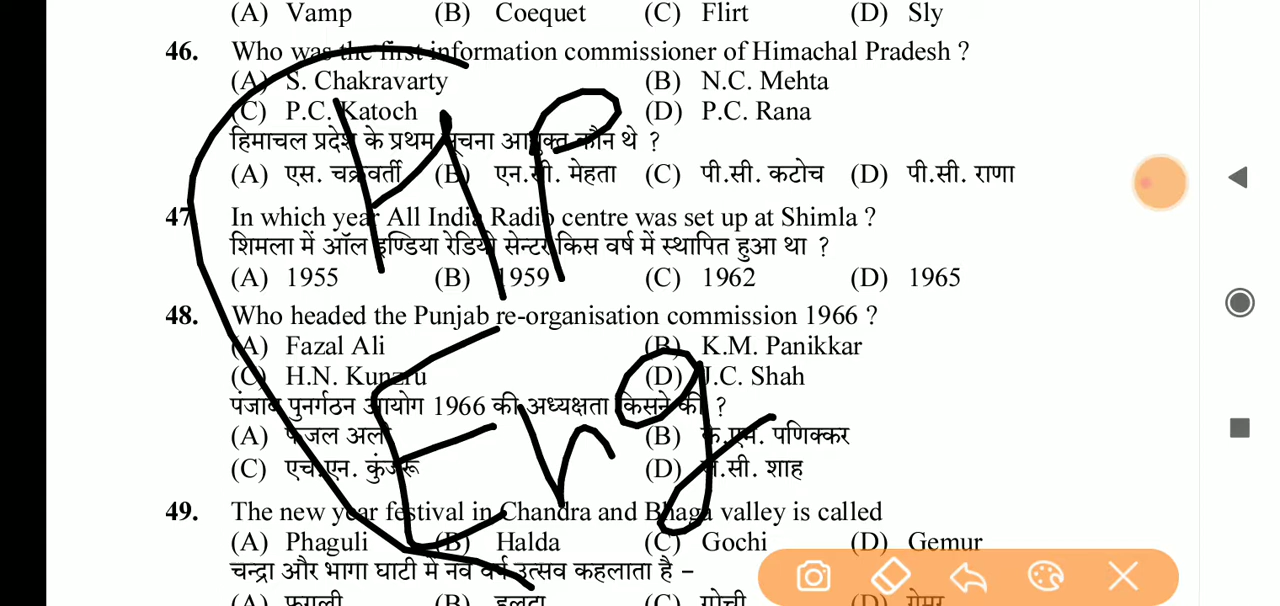 (A) Vamp (B) Coequet (C) Flirt (D) Sly
46. Who was the first information commissioner of Himachal Pradesh ?
(A) S. Chakravarty (B) N.C. Mehta
(C) P.C. Katoch (D) P.C. Rana
हिमाचल प्रदेश के प्रथम सूचना आयुक्त कौन थे ?
(A) एस. चक्रवर्ती (B) एन.सी. मेहता (C) पी.सी. कटोच (D) पी.सी. राणा
47. In which year All India Radio centre was set up at Shimla ?
शिमला में ऑल इण्डिया रेडियो सेन्टर किस वर्ष में स्थापित हुआ था ?
(A) 1955 (B) 1959 (C) 1962 (D) 1965
48. Who headed the Punjab re-organisation commission 1966 ?
(A) Fazal Ali (B) K.M. Panikkar
(C) H.N. Kunzru (D) J.C. Shah
पंजाब पुनर्गठन आयोग 1966 की अध्यक्षता किसने की ?
(A) फजल अली (B) के.एम. पणिक्कर
(C) एच.एन. कुंजरू (D) जे.सी. शाह
49. The new year festival in Chandra and Bhaga valley is called
(A) Phaguli (B) Halda (C) Gochi (D) Gemur
चन्द्रा और भागा घाटी में नव वर्ष उत्सव कहलाता है –
(A) फगली (B) हलदा (C) गोची (D) गेमुर
HP
Eng